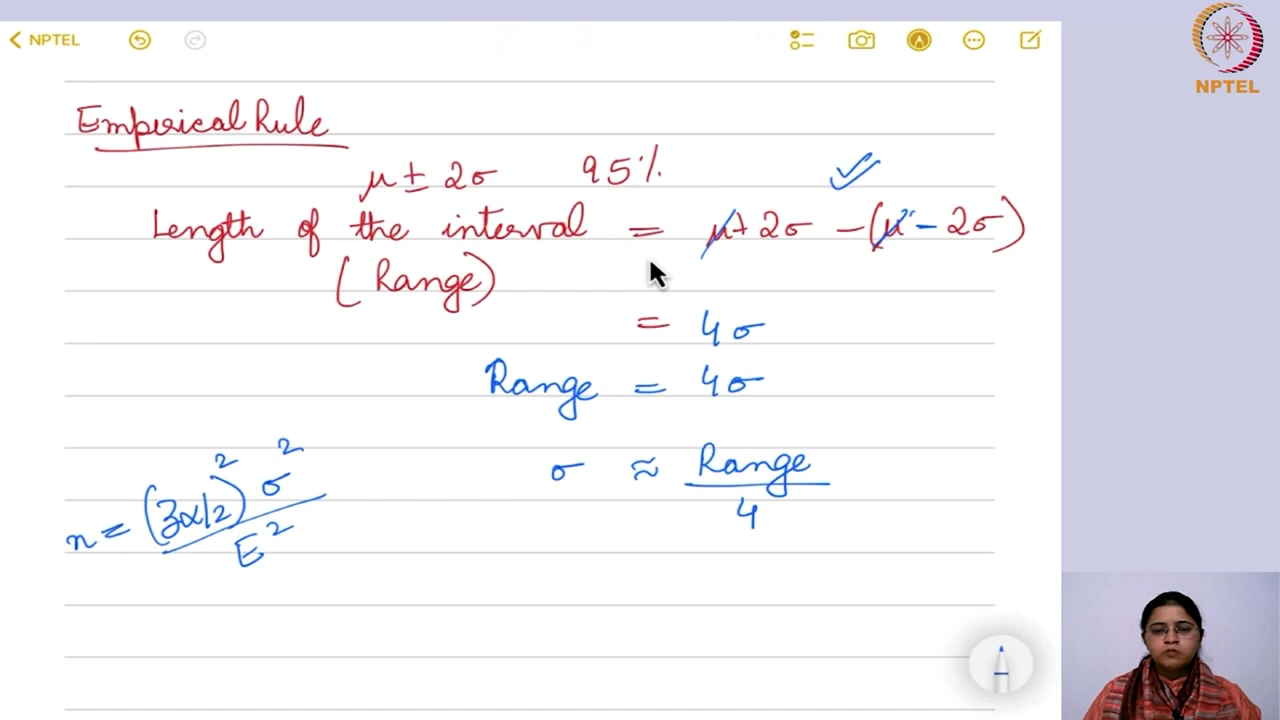 NPTEL
NPTEL
Emperical Rule
μ ± 2σ 95%
Length of the interval = μ + 2σ - (μ - 2σ)
(Range)
= 4σ
Range = 4σ
σ ≈ Range / 4
n = (zα/2)² σ² / E²